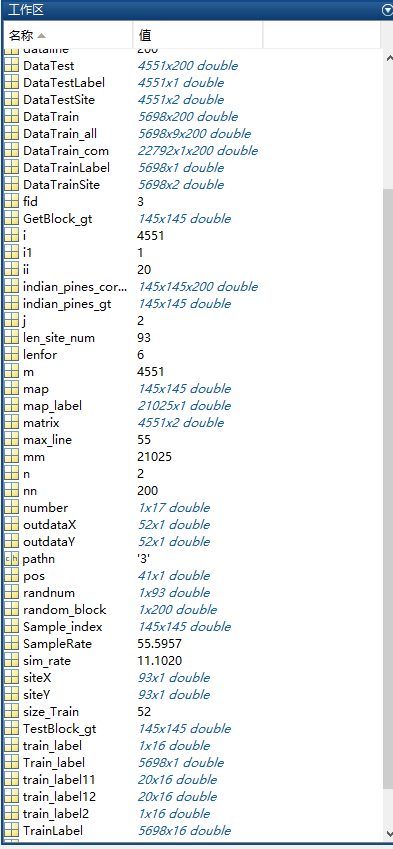 工作区
名称 值
dataline 200
DataTest 4551x200 double
DataTestLabel 4551x1 double
DataTestSite 4551x2 double
DataTrain 5698x200 double
DataTrain_all 5698x9x200 double
DataTrain_com 22792x1x200 double
DataTrainLabel 5698x1 double
DataTrainSite 5698x2 double
fid 3
GetBlock_gt 145x145 double
i 4551
i1 1
ii 20
indian_pines_cor... 145x145x200 double
indian_pines_gt 145x145 double
j 2
len_site_num 93
lenfor 6
m 4551
map 145x145 double
map_label 21025x1 double
matrix 4551x2 double
max_line 55
mm 21025
n 2
nn 200
number 1x17 double
outdataX 52x1 double
outdataY 52x1 double
pathn '3'
pos 41x1 double
randnum 1x93 double
random_block 1x200 double
Sample_index 145x145 double
SampleRate 55.5957
sim_rate 11.1020
siteX 93x1 double
siteY 93x1 double
size_Train 52
TestBlock_gt 145x145 double
train_label 1x16 double
Train_label 5698x1 double
train_label11 20x16 double
train_label12 20x16 double
train_label2 1x16 double
TrainLabel 5698x16 double